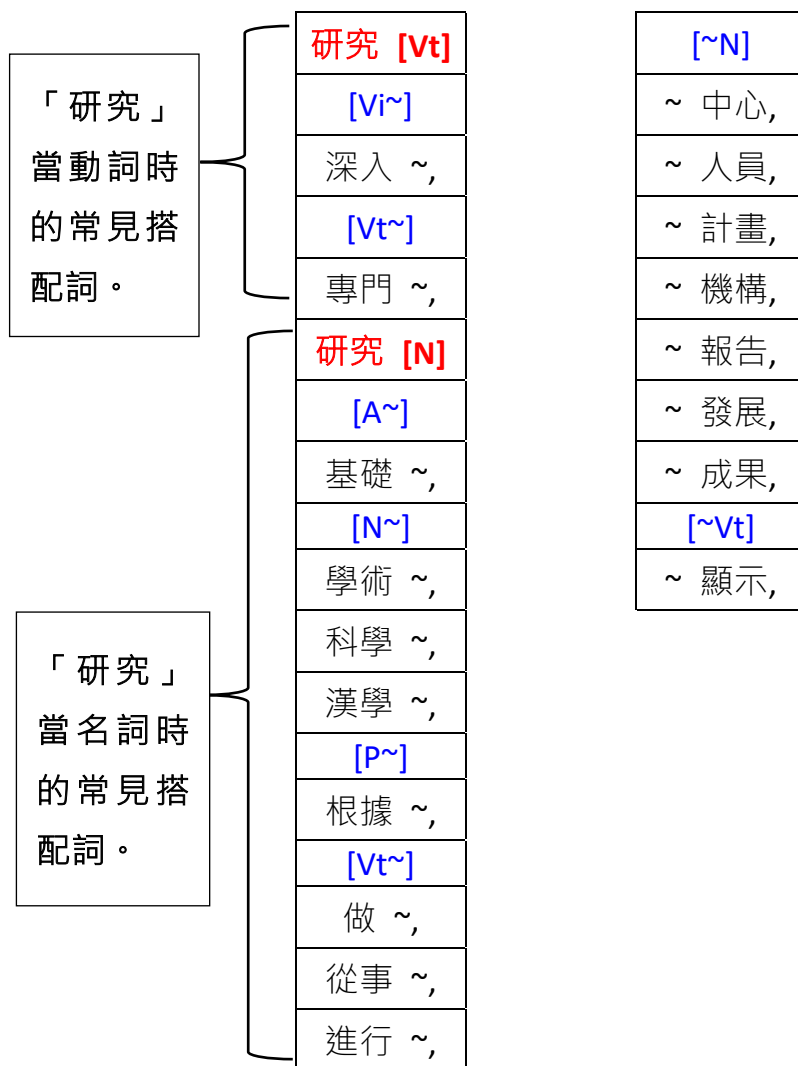 「研究」
當動詞時
的常見搭
配詞。
「研究」
當名詞時
的常見搭
配詞。
研究 [Vt]
[Vi~]
深入 ~,
[Vt~]
專門 ~,
研究 [N]
[A~]
基礎 ~,
[N~]
學術 ~,
科學 ~,
漢學 ~,
[P~]
根據 ~,
[Vt~]
做 ~,
從事 ~,
進行 ~,
[~N]
~ 中心,
~ 人員,
~ 計畫,
~ 機構,
~ 報告,
~ 發展,
~ 成果,
[~Vt]
~ 顯示,